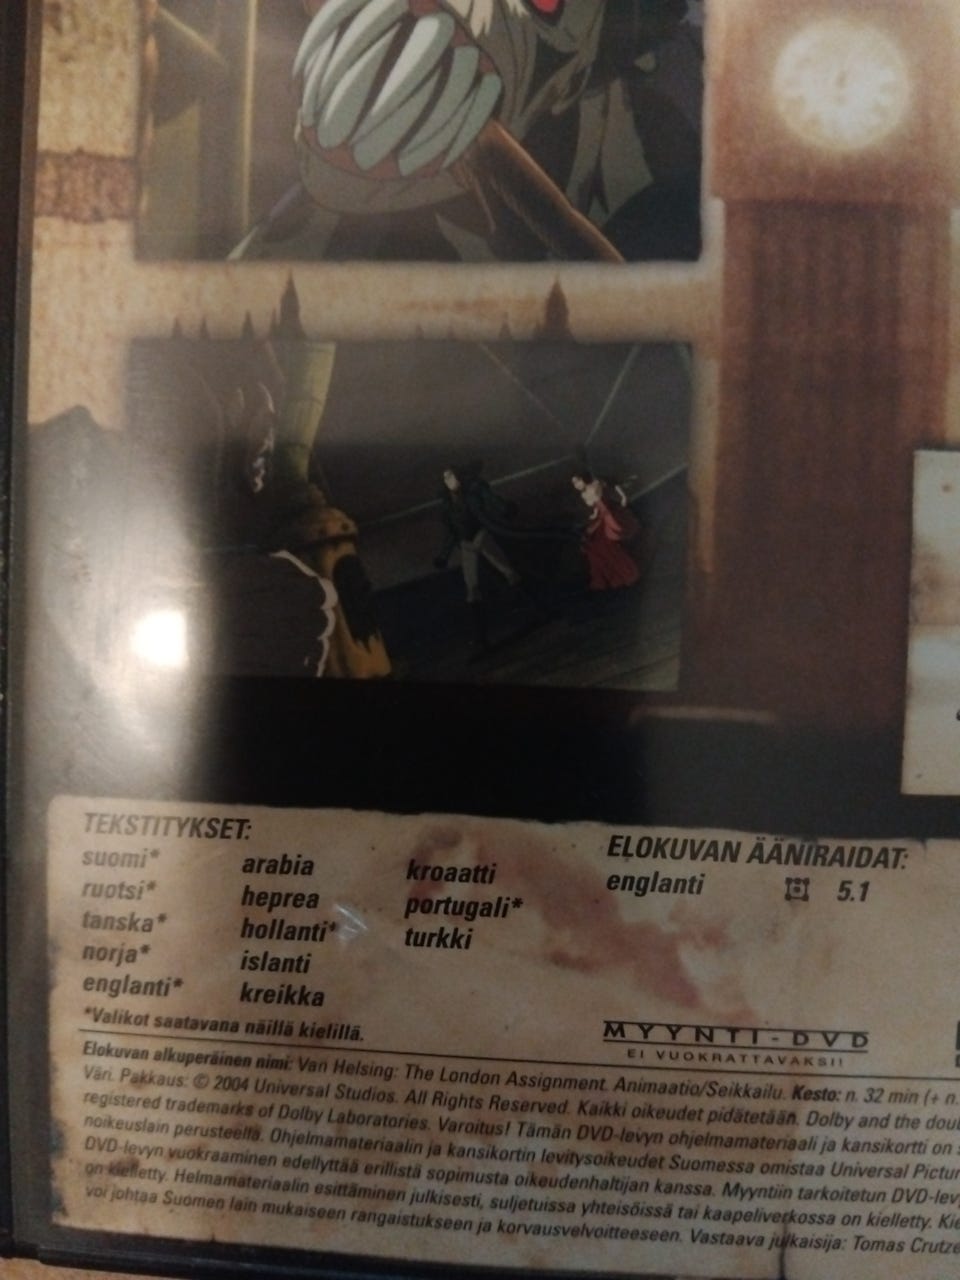 TEKSTITYKSET:
suomi*
ruotsi*
tanska*
norja*
englanti*
arabia
heprea
hollanti*
islanti
kreikka
kroaatti
portugali*
turkki
*Valikot saatavana näillä kielillä.
ELOKUVAN ÄÄNIRAIDAT:
englanti 5.1
MYYNTI-DVD
EI VUOKRATTAVAKSI!
Elokuvan alkuperäinen nimi: Van Helsing: The London Assignment. Animaatio/Seikkailu. Kesto: n. 32 min (+ n.
Väri. Pakkaus: © 2004 Universal Studios. All Rights Reserved. Kaikki oikeudet pidätetään. Dolby and the
registered trademarks of Dolby Laboratories. Varoitus! Tämän DVD-levyn ohjelmamateriaali ja kansikortti on
noikeuslain perusteella. Ohjelmamateriaalin ja kansikortin levitysoikeudet Suomessa omistaa Universal
DVD-levyn vuokraaminen edellyttää erillistä sopimusta oikeudenhaltijan kanssa. Myyntiin tarkoitetun
on kielletty. Helmamateriaalin esittäminen julkisesti, suljetuissa yhteisöissä tai kaapeliverkossa on kielletty.
voi johtaa Suomen lain mukaiseen rangaistukseen ja korvausvelvoitteeseen. Vastaava julkaisija: Tomas